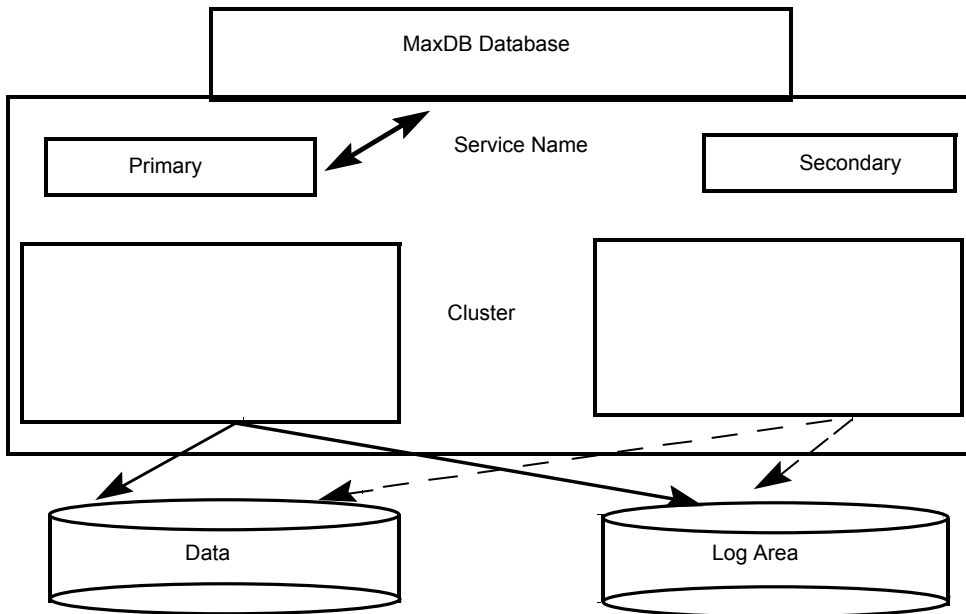 MaxDB Database
Service Name
Primary
Secondary
Cluster
Data
Log Area